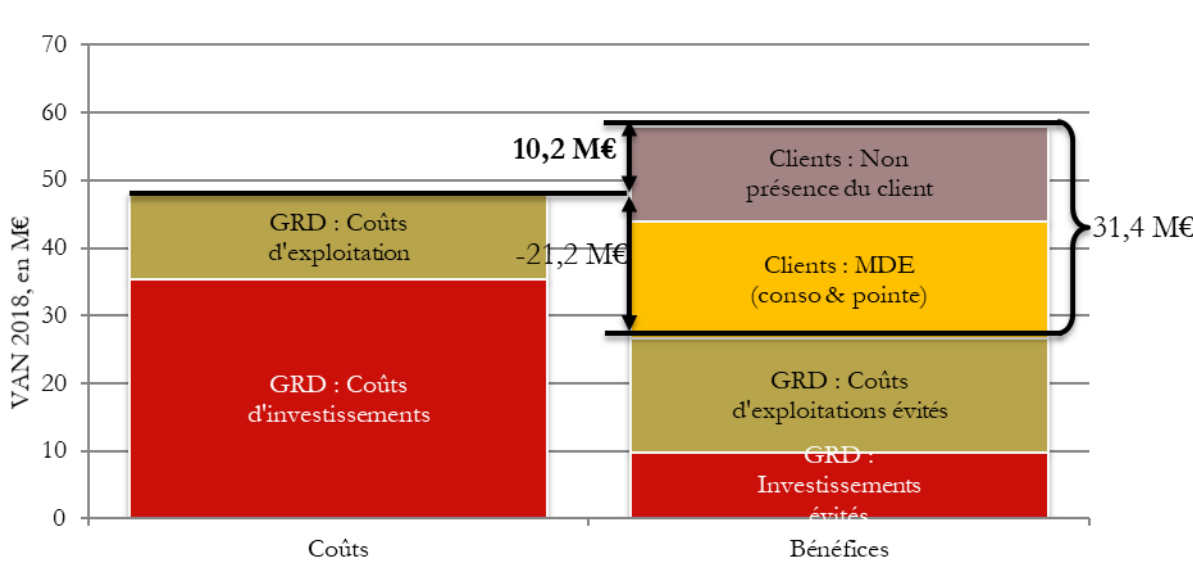 70
60
50
40
30
20
10
0
VAN 2018, en M€
GRD : Coûts
d'exploitation
GRD : Coûts
d'investissements
10,2 M€
-21,2 M€
Clients : Non
présence du client
Clients : MDE
(conso & pointe)
GRD : Coûts
d'exploitations évités
GRD :
Investissements
évités
31,4 M€
Coûts
Bénéfices